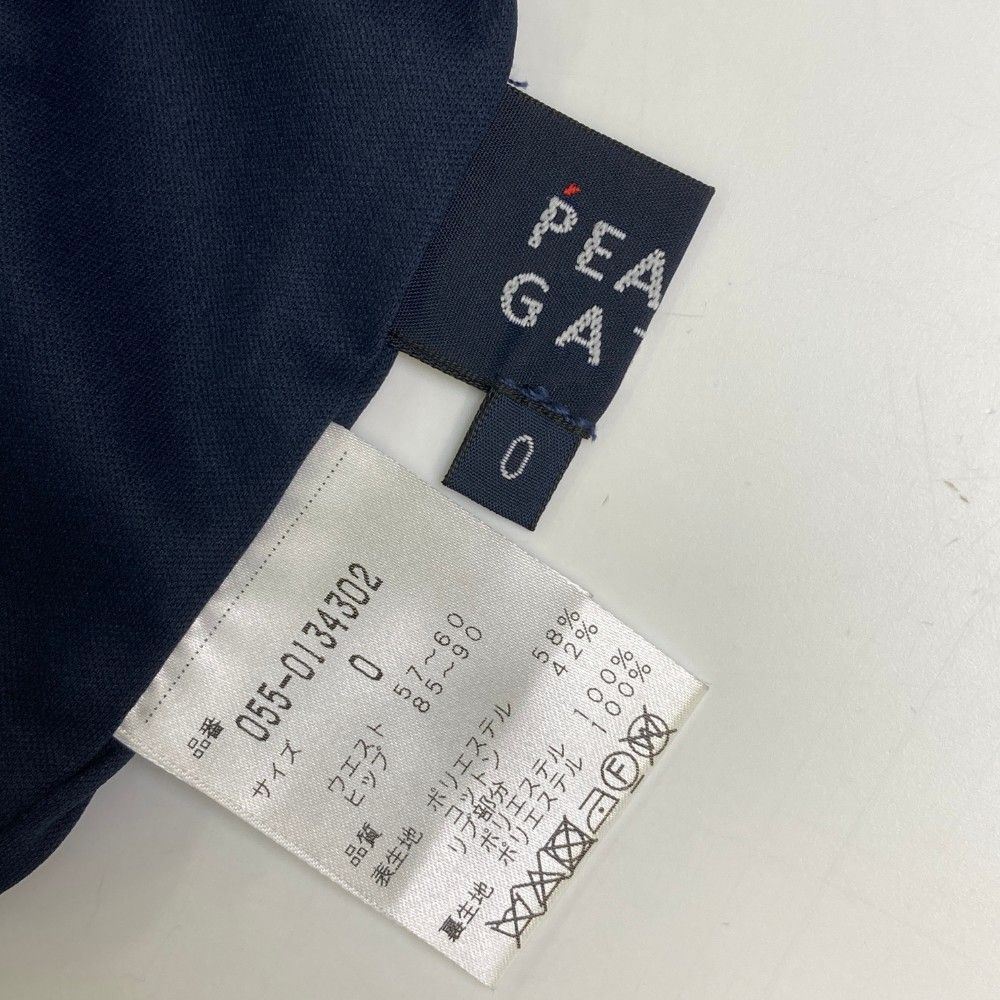 PEA
GA
0
品番
055-0134302
サイズ 0
ウエスト 57~60
ヒップ 85~90
品質
表生地 ポリエステル 58%
コットン 42%
リブ部分 ポリエステル 100%
裏生地 ポリエステル 100%
F
W